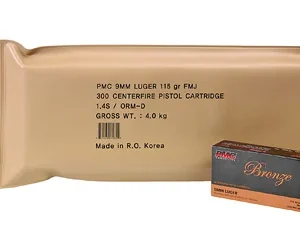 PMC 9MM LUGER 115 gr FMJ
300 CENTERFIRE PISTOL CARTRIDGE
1.4S / ORM-D
GROSS WT. : 4.0 kg
Made in R.O. Korea
PMC
Bronze
9MM LUGER